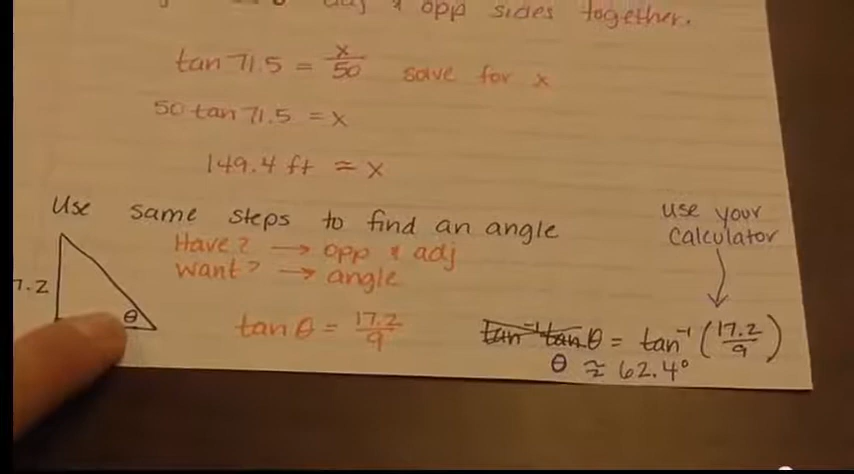 adj & opp sides together.
tan 71.5 = x/50 solve for x
50 tan 71.5 = x
149.4 ft ≈ x
Use same steps to find an angle
Have? → opp & adj
Want? → angle
7.2
θ
tan θ = 17.2/9
use your
calculator
tan⁻¹ tan θ = tan⁻¹ (17.2/9)
θ ≈ 62.4°